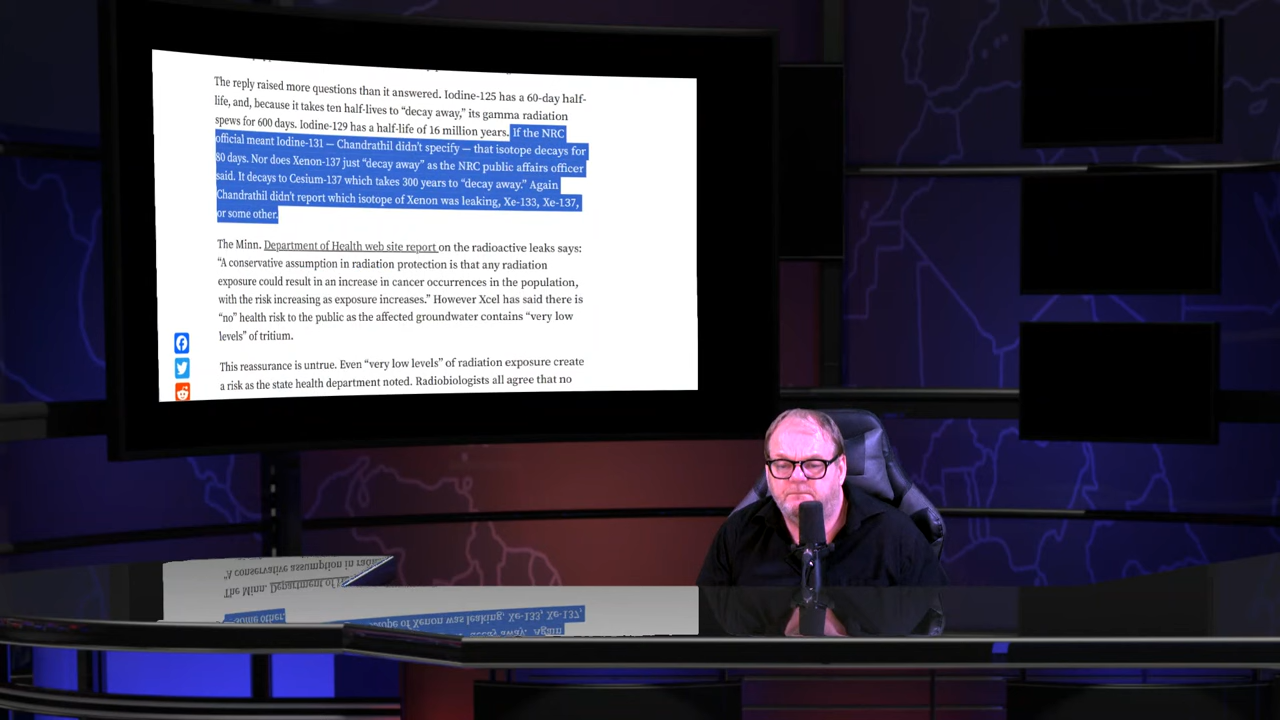 The reply raised more questions than it answered. Iodine-125 has a 60-day half-
life, and, because it takes ten half-lives to “decay away,” its gamma radiation
spews for 600 days. Iodine-129 has a half-life of 16 million years. If the NRC
official meant Iodine-131 — Chandrathil didn’t specify — that isotope decays for
80 days. Nor does Xenon-137 just “decay away” as the NRC public affairs officer
said. It decays to Cesium-137 which takes 300 years to “decay away.” Again
Chandrathil didn’t report which isotope of Xenon was leaking, Xe-133, Xe-137,
or some other.
The Minn. Department of Health web site report on the radioactive leaks says:
“A conservative assumption in radiation protection is that any radiation
exposure could result in an increase in cancer occurrences in the population,
with the risk increasing as exposure increases.” However Xcel has said there is
“no” health risk to the public as the affected groundwater contains “very low
levels” of tritium.
This reassurance is untrue. Even “very low levels” of radiation exposure create
a risk as the state health department noted. Radiobiologists all agree that no